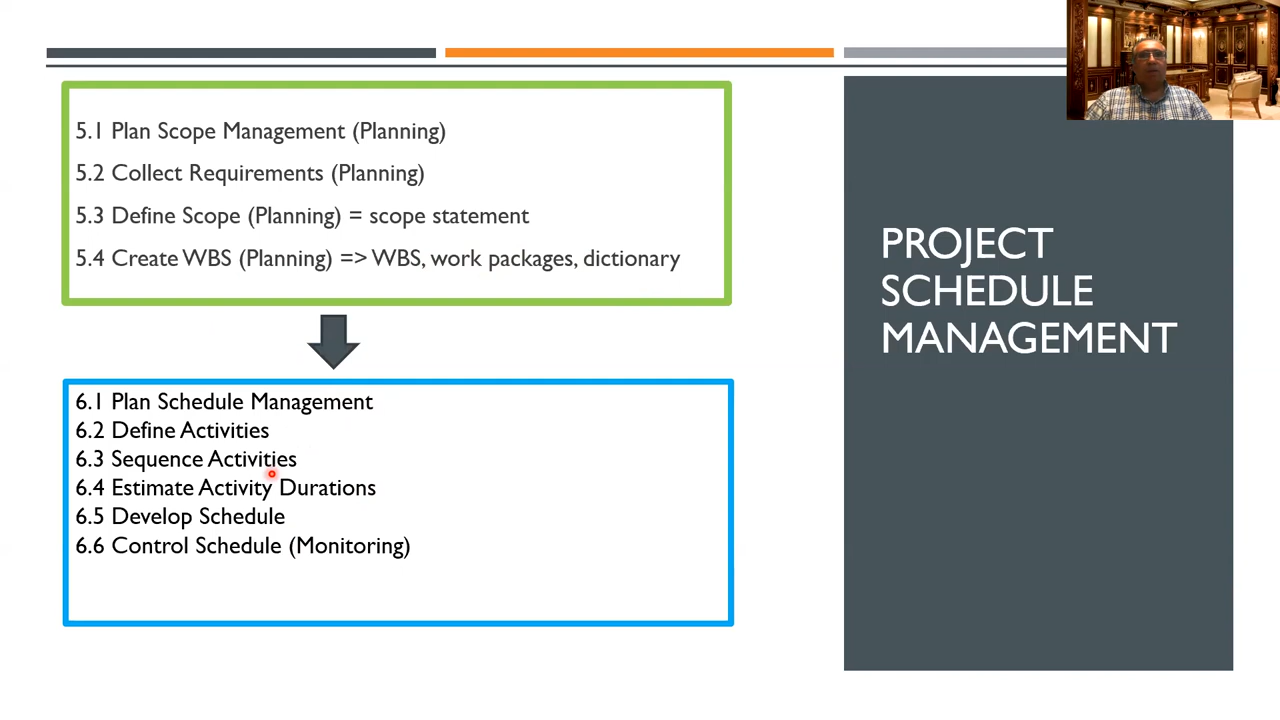 5.1 Plan Scope Management (Planning)
5.2 Collect Requirements (Planning)
5.3 Define Scope (Planning) = scope statement
5.4 Create WBS (Planning) => WBS, work packages, dictionary
6.1 Plan Schedule Management
6.2 Define Activities
6.3 Sequence Activities
6.4 Estimate Activity Durations
6.5 Develop Schedule
6.6 Control Schedule (Monitoring)
PROJECT
SCHEDULE
MANAGEMENT